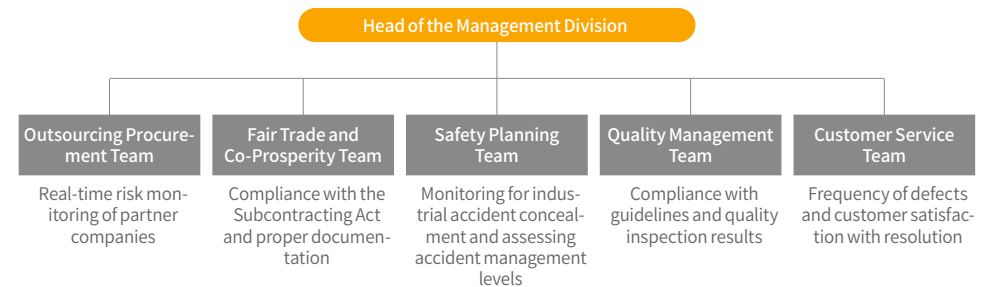 Head of the Management Division
Outsourcing Procure-
ment Team
Real-time risk mon-
itoring of partner
companies
Fair Trade and
Co-Prosperity Team
Compliance with the
Subcontracting Act
and proper documen-
tation
Safety Planning
Team
Monitoring for indus-
trial accident conceal-
ment and assessing
accident management
levels
Quality Management
Team
Compliance with
guidelines and quality
inspection results
Customer Service
Team
Frequency of defects
and customer satisfac-
tion with resolution